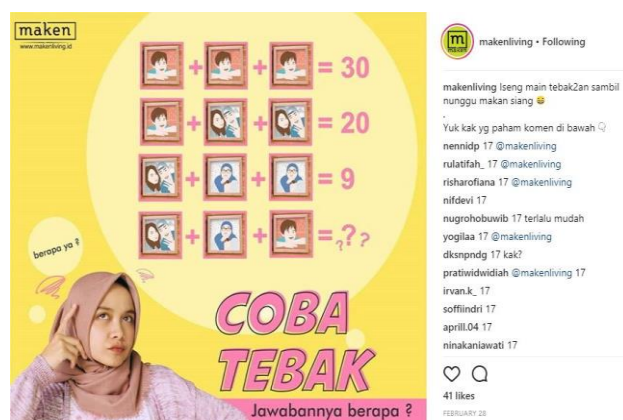 maken
www.makenliving.id
+ + = 30
+ + = 20
+ + = 9
+ + = ???
berapa ya ?
COBA
TEBAK
Jawabannya berapa ?
makenliving • Following
makenliving Iseng main tebak2an sambil
nunggu makan siang 😅
.
Yuk kak yg paham komen di bawah 👇
nennidp 17 @makenliving
rulatifah_ 17 @makenliving
risharofiana 17 @makenliving
nifdevi 17
nugrohobuwib 17 terlalu mudah
yogilaa 17 @makenliving
dksnpndg 17 kak?
pratiwidwidiah @makenliving 17
irvan.k_ 17
soffiindri 17
aprill.04 17
ninakaniawati 17
41 likes
FEBRUARY 28